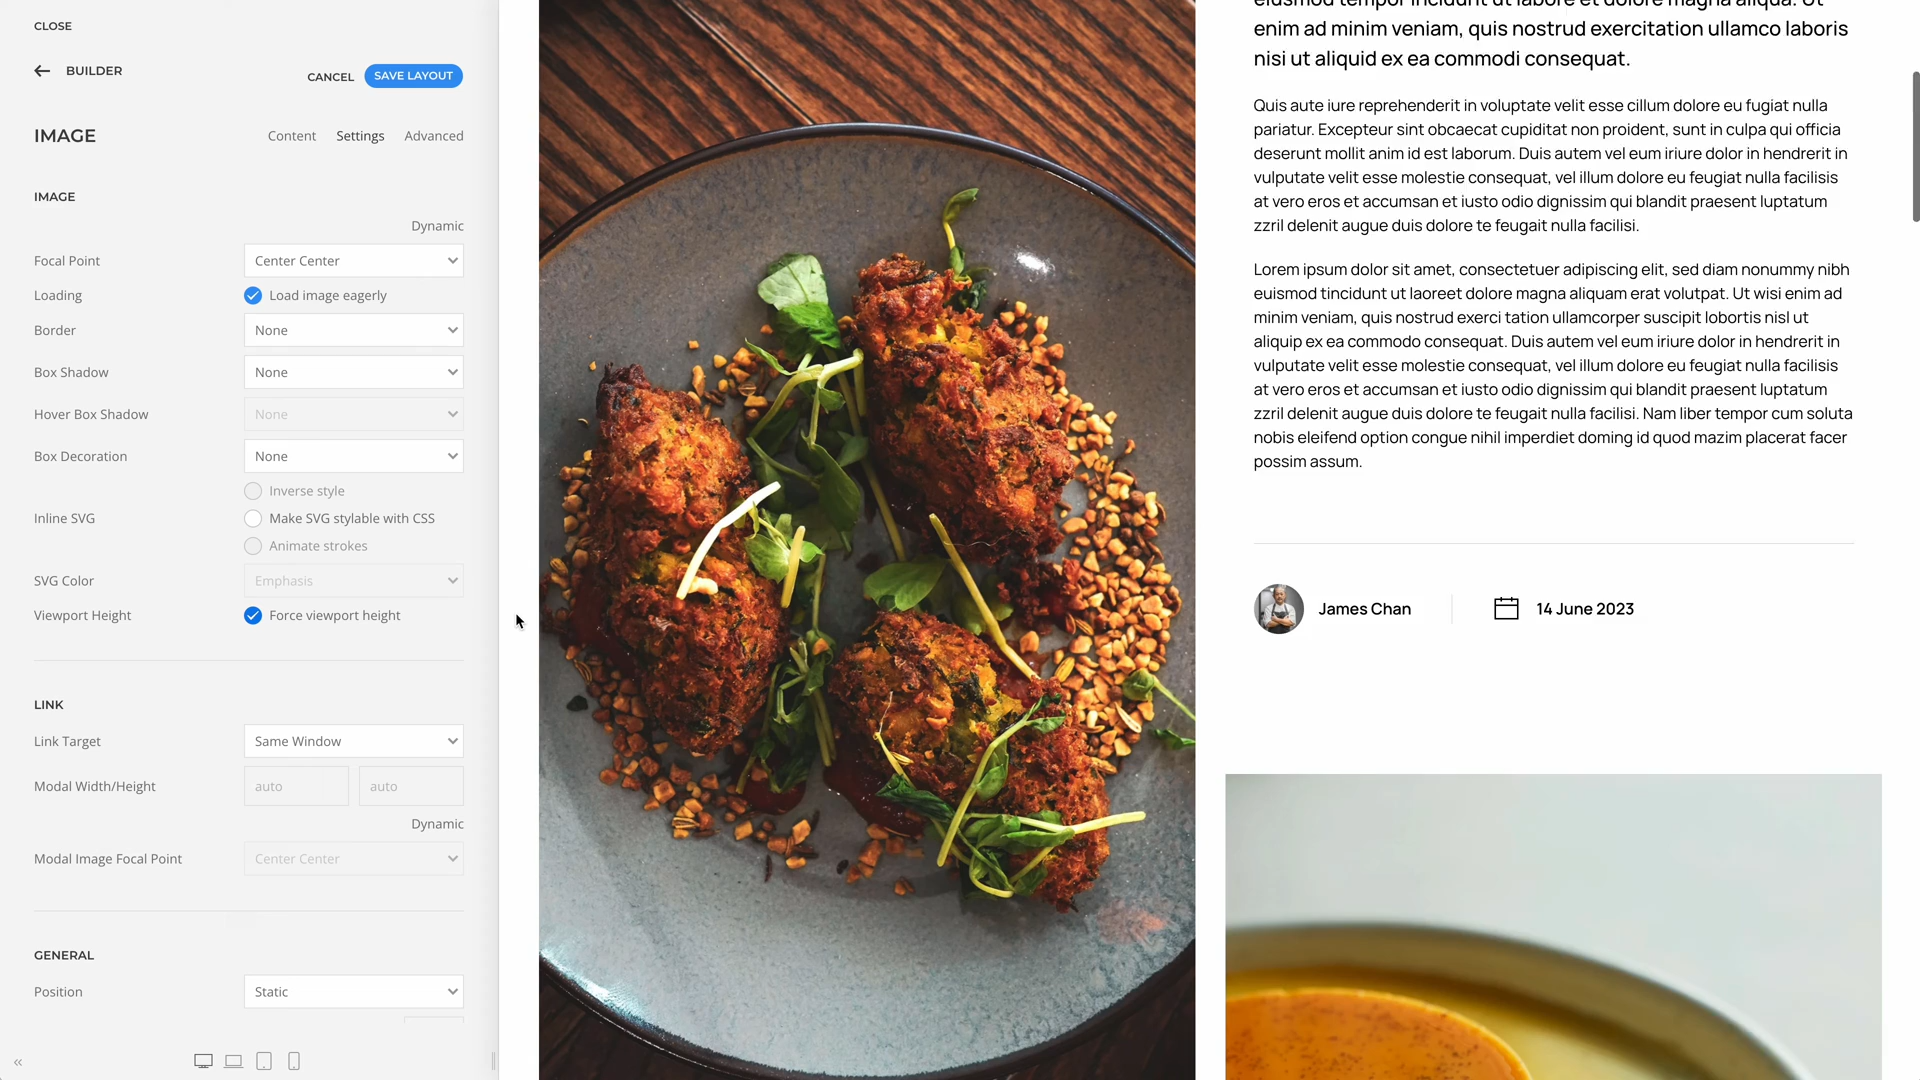 CLOSE
BUILDER
CANCEL
SAVE LAYOUT
IMAGE
Content
Settings
Advanced
IMAGE
Dynamic
Focal Point
Center Center
Loading
Load image eagerly
Border
None
Box Shadow
None
Hover Box Shadow
None
Box Decoration
None
Inverse style
Inline SVG
Make SVG stylable with CSS
Animate strokes
SVG Color
Emphasis
Viewport Height
Force viewport height
LINK
Link Target
Same Window
Modal Width/Height
auto
auto
Dynamic
Modal Image Focal Point
Center Center
GENERAL
Position
Static
eiusmod tempor incidunt ut labore et dolore magna aliqua. Ut
enim ad minim veniam, quis nostrud exercitation ullamco laboris
nisi ut aliquid ex ea commodi consequat.
Quis aute iure reprehenderit in voluptate velit esse cillum dolore eu fugiat nulla
pariatur. Excepteur sint obcaecat cupiditat non proident, sunt in culpa qui officia
deserunt mollit anim id est laborum. Duis autem vel eum iriure dolor in hendrerit in
vulputate velit esse molestie consequat, vel illum dolore eu feugiat nulla facilisis
at vero eros et accumsan et iusto odio dignissim qui blandit praesent luptatum
zzril delenit augue duis dolore te feugait nulla facilisi.
Lorem ipsum dolor sit amet, consectetuer adipiscing elit, sed diam nonummy nibh
euismod tincidunt ut laoreet dolore magna aliquam erat volutpat. Ut wisi enim ad
minim veniam, quis nostrud exerci tation ullamcorper suscipit lobortis nisl ut
aliquip ex ea commodo consequat. Duis autem vel eum iriure dolor in hendrerit in
vulputate velit esse molestie consequat, vel illum dolore eu feugiat nulla facilisis
at vero eros et accumsan et iusto odio dignissim qui blandit praesent luptatum
zzril delenit augue duis dolore te feugait nulla facilisi. Nam liber tempor cum soluta
nobis eleifend option congue nihil imperdiet doming id quod mazim placerat facer
possim assum.
James Chan
14 June 2023